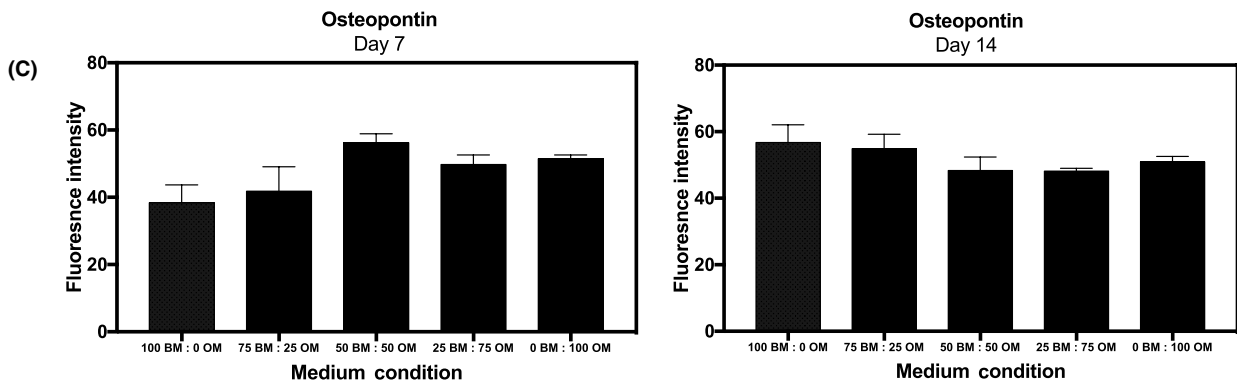 (C)
Osteopontin
Day 7
Fluoresnce intensity
80
60
40
20
0
100 BM : 0 OM
75 BM : 25 OM
50 BM : 50 OM
25 BM : 75 OM
0 BM : 100 OM
Medium condition
Osteopontin
Day 14
Fluoresnce intensity
80
60
40
20
0
100 BM : 0 OM
75 BM : 25 OM
50 BM : 50 OM
25 BM : 75 OM
0 BM : 100 OM
Medium condition